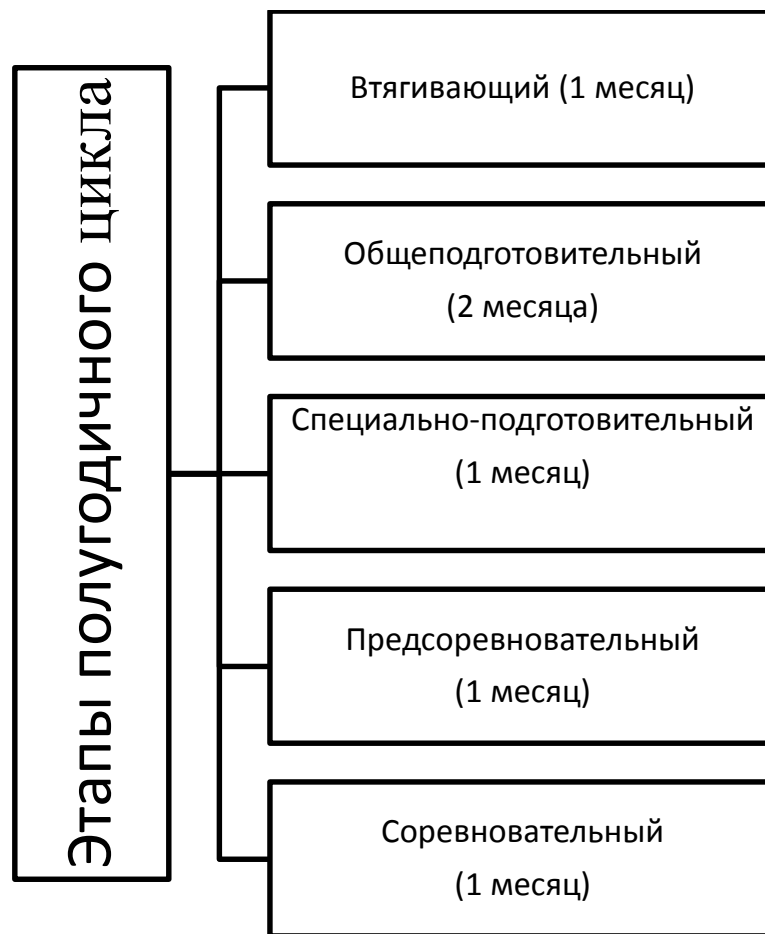 Этапы полугодичного цикла
Втягивающий (1 месяц)
Общеподготовительный
(2 месяца)
Специально-подготовительный
(1 месяц)
Предсоревновательный
(1 месяц)
Соревновательный
(1 месяц)